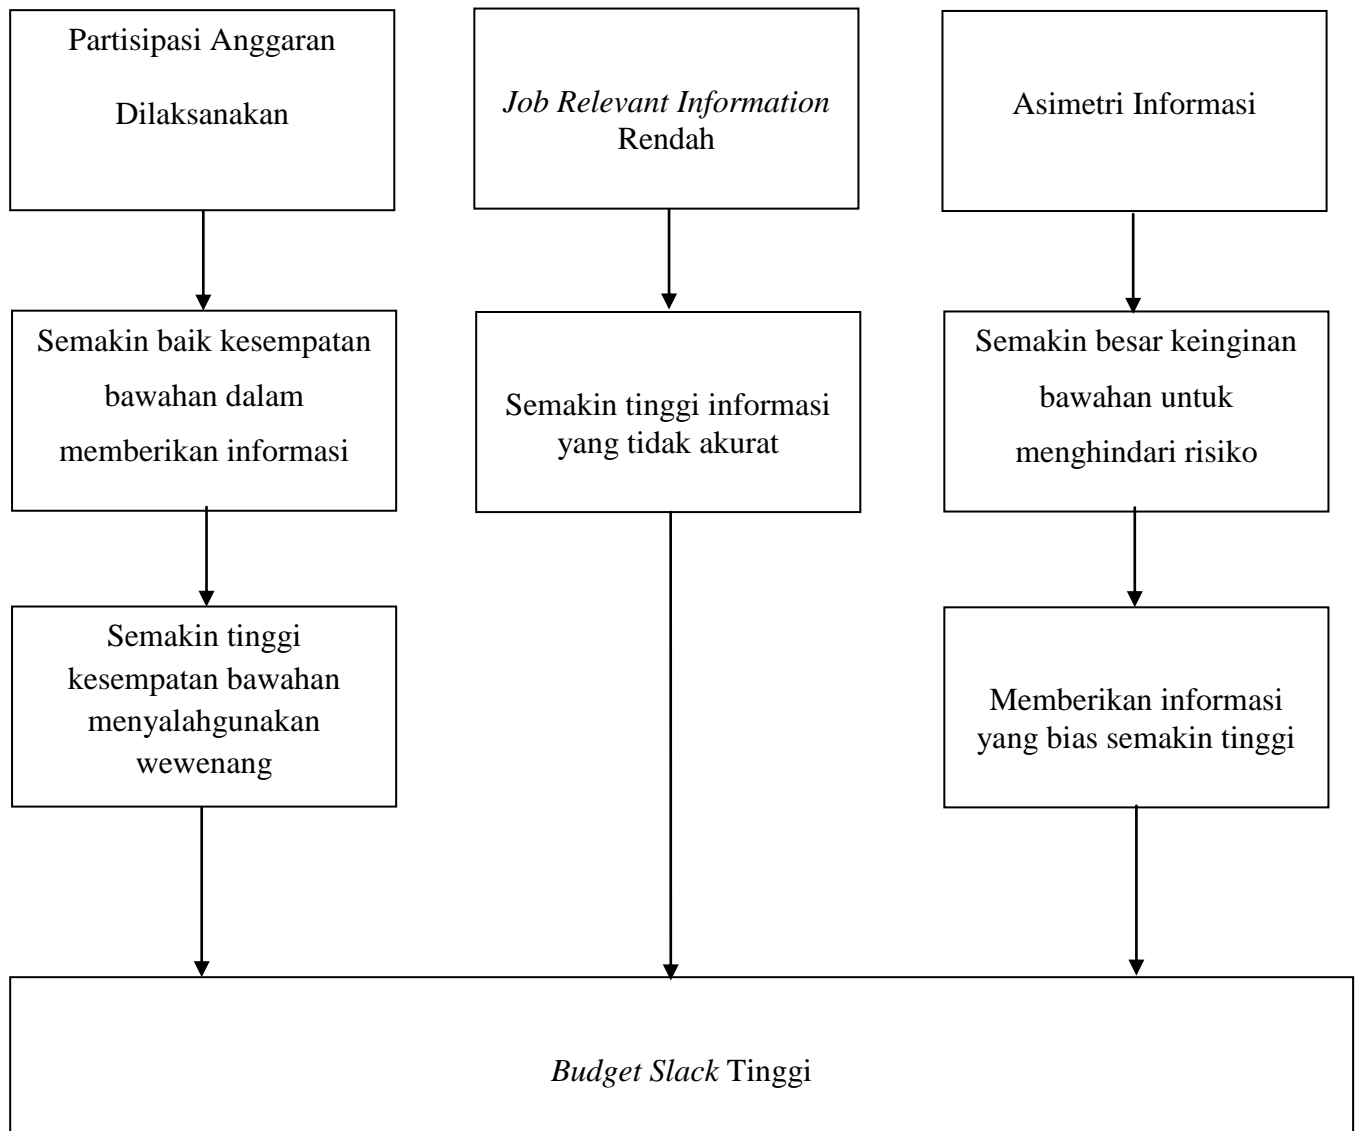 Partisipasi Anggaran
Dilaksanakan
Job Relevant Information
Rendah
Asimetri Informasi
Semakin baik kesempatan
bawahan dalam
memberikan informasi
Semakin tinggi informasi
yang tidak akurat
Semakin besar keinginan
bawahan untuk
menghindari risiko
Semakin tinggi
kesempatan bawahan
menyalahgunakan
wewenang
Memberikan informasi
yang bias semakin tinggi
Budget Slack Tinggi